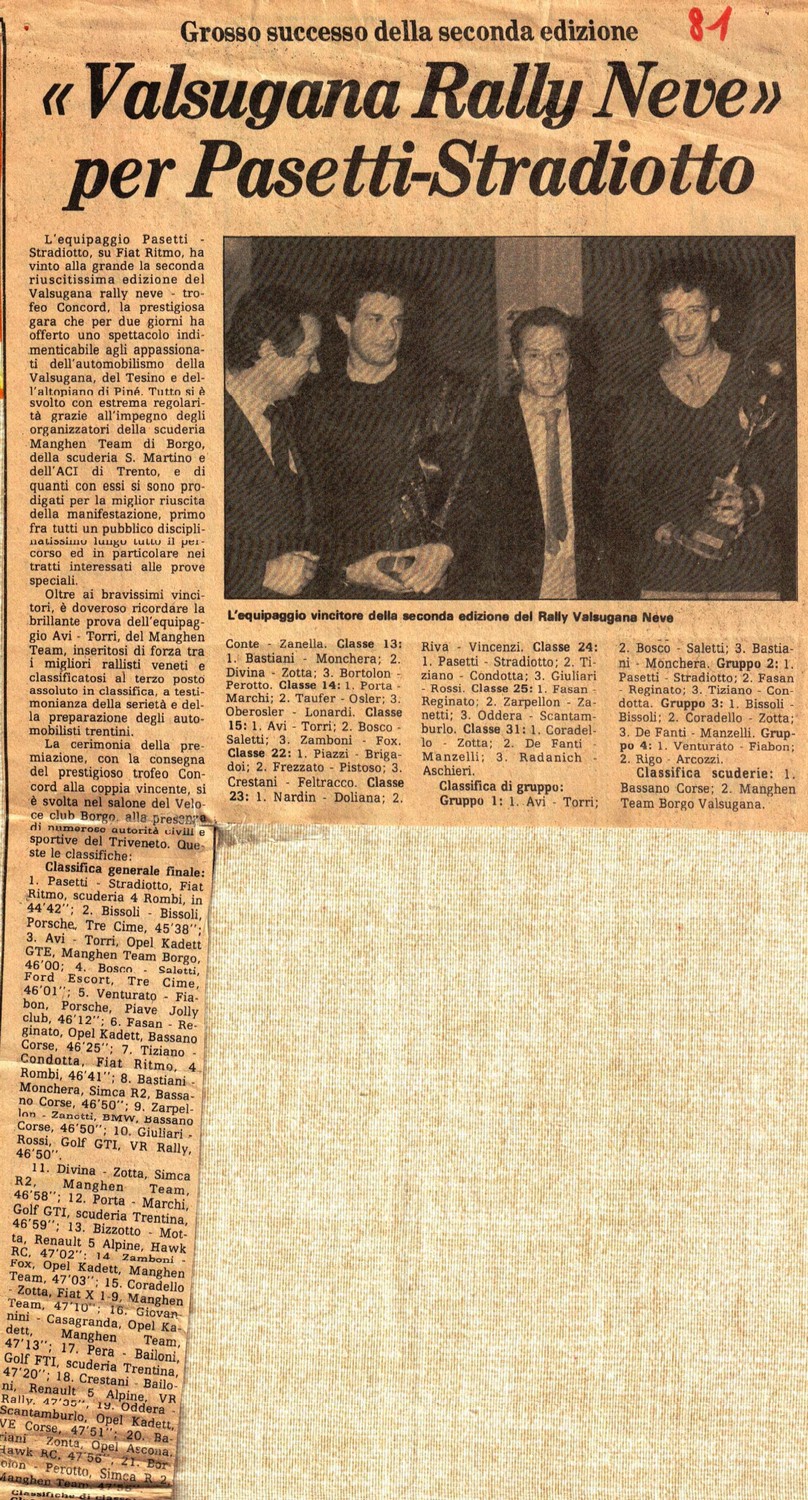 81
Grosso successo della seconda edizione
«Valsugana Rally Neve»
per Pasetti-Stradiotto
L'equipaggio Pasetti -
Stradiotto, su Fiat Ritmo, ha
vinto alla grande la seconda
riuscitissima edizione del
Valsugana rally neve - tro-
feo Concord, la prestigiosa
gara che per due giorni ha
offerto uno spettacolo indi-
menticabile agli appassiona-
ti dell'automobilismo della
Valsugana, del Tesino e del-
l'altopiano di Piné. Tutto si è
svolto con estrema regolari-
tà grazie all'impegno degli
organizzatori della scuderia
Manghen Team di Borgo,
della scuderia S. Martino e
dell'ACI di Trento, e di
quanti con essi si sono pro-
digati per la miglior riuscita
della manifestazione, primo
fra tutti un pubblico discipli-
natissimo lungo tutto il per-
corso ed in particolare nei
tratti interessati alle prove
speciali.
Oltre ai bravissimi vinci-
tori, è doveroso ricordare la
brillante prova dell'equipag-
gio Avi - Torri, del Manghen
Team, inseritosi di forza tra
i migliori rallisti veneti e
classificatosi al terzo posto
assoluto in classifica, a testi-
monianza della serietà e del-
la preparazione degli auto-
mobilisti trentini.
La cerimonia della pre-
miazione, con la consegna
del prestigioso trofeo Con-
cord alla coppia vincente, si
è svolta nel salone del Velo-
ce club Borgo, alla presenza
di numerose autorità civili e
sportive del Triveneto. Que-
ste le classifiche:
Classifica generale finale:
1. Pasetti - Stradiotto, Fiat
Ritmo, scuderia 4 Rombi, in
44'42''; 2. Bissoli - Bissoli,
Porsche, Tre Cime, 45'38'';
3. Avi - Torri, Opel Kadett
GTE, Manghen Team Borgo,
46'00; 4. Bosco - Saletti,
Ford Escort, Tre Cime,
46'01''; 5. Venturato - Fia-
bon, Porsche, Piave Jolly
club, 46'12''; 6. Fasan - Re-
ginato, Opel Kadett, Bassano
Corse, 46'25''; 7. Tiziano -
Condotta, Fiat Ritmo, 4
Rombi, 46'41''; 8. Bastiani -
Monchera, Simca R2, Bassa-
no Corse, 46'50''; 9. Zarpel-
lon - Zanetti, BMW, Bassano
Corse, 46'50''; 10. Giuliari -
Rossi, Golf GTI, VR Rally,
46'50''.
11. Divina - Zotta, Simca
R2, Manghen Team,
46'58''; 12. Porta - Marchi,
Golf GTI, scuderia Trentina,
46'59''; 13. Bizzotto - Mot-
ta, Renault 5 Alpine, Hawk
RC, 47'02''; 14. Zamboni -
Fox, Opel Kadett, Manghen
Team, 47'03''; 15. Coradello
- Zotta, Fiat X 1-9, Manghen
Team, 47'10''; 16. Giovan-
nini - Casagranda, Opel Ka-
dett, Manghen Team,
47'13''; 17. Pera - Bailoni,
Golf FTI, scuderia Trentina,
47'20''; 18. Crestani - Bailo-
ni, Renault 5 Alpine, VR
Rally, 19. Oddera -
Scantamburlo, Opel Kadett,
VE Corse, 47'51''; 20. Ba-
riani - Zonta, Opel Ascona,
Hawk RC, 47'56''; 21. Bor-
tolon - Perotto, Simca R 2,
Manghen Team,
Classifiche di
L'equipaggio vincitore della seconda edizione del Rally Valsugana Neve
Conte - Zanella. Classe 13:
1. Bastiani - Monchera; 2.
Divina - Zotta; 3. Bortolon -
Perotto. Classe 14: 1. Porta -
Marchi; 2. Taufer - Osler; 3.
Oberosler - Lonardi. Classe
15: 1. Avi - Torri; 2. Bosco -
Saletti; 3. Zamboni - Fox.
Classe 22: 1. Piazzi - Briga-
doi; 2. Frezzato - Pistoso; 3.
Crestani - Feltracco. Classe
23: 1. Nardin - Doliana; 2.
Riva - Vincenzi. Classe 24:
1. Pasetti - Stradiotto; 2. Ti-
ziano - Condotta; 3. Giuliari
- Rossi. Classe 25: 1. Fasan -
Reginato; 2. Zarpellon - Za-
netti; 3. Oddera - Scantam-
burlo. Classe 31: 1. Coradel-
lo - Zotta; 2. De Fanti -
Manzelli; 3. Radanich -
Aschieri.
Classifica di gruppo:
Gruppo 1: 1. Avi - Torri;
2. Bosco - Saletti; 3. Bastia-
ni - Monchera. Gruppo 2: 1.
Pasetti - Stradiotto; 2. Fasan
- Reginato; 3. Tiziano - Con-
dotta. Gruppo 3: 1. Bissoli -
Bissoli; 2. Coradello - Zotta;
3. De Fanti - Manzelli. Grup-
po 4: 1. Venturato - Fiabon;
2. Rigo - Arcozzi.
Classifica scuderie: 1.
Bassano Corse; 2. Manghen
Team Borgo Valsugana.